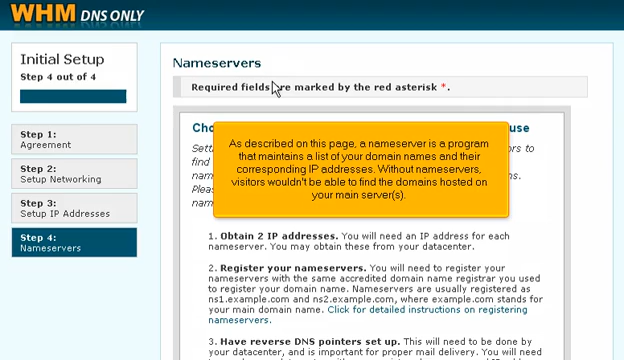 WHM DNS ONLY
Initial Setup
Step 4 out of 4
Step 1:
Agreement
Step 2:
Setup Networking
Step 3:
Setup IP Addresses
Step 4:
Nameservers
Nameservers
Required fields are marked by the red asterisk *.
As described on this page, a nameserver is a program
that maintains a list of your domain names and their
corresponding IP addresses. Without nameservers,
visitors wouldn't be able to find the domains hosted on
your main server(s).
use
ors to
find
1. Obtain 2 IP addresses. You will need an IP address for each
nameserver. You may obtain these from your datacenter.
2. Register your nameservers. You will need to register your
nameservers with the same accredited domain name registrar you used
to register your domain name. Nameservers are usually registered as
ns1.example.com and ns2.example.com, where example.com stands for
your main domain name. Click for detailed instructions on registering
nameservers.
3. Have reverse DNS pointers set up. This will need to be done by
your datacenter, and is important for proper mail delivery. You will need